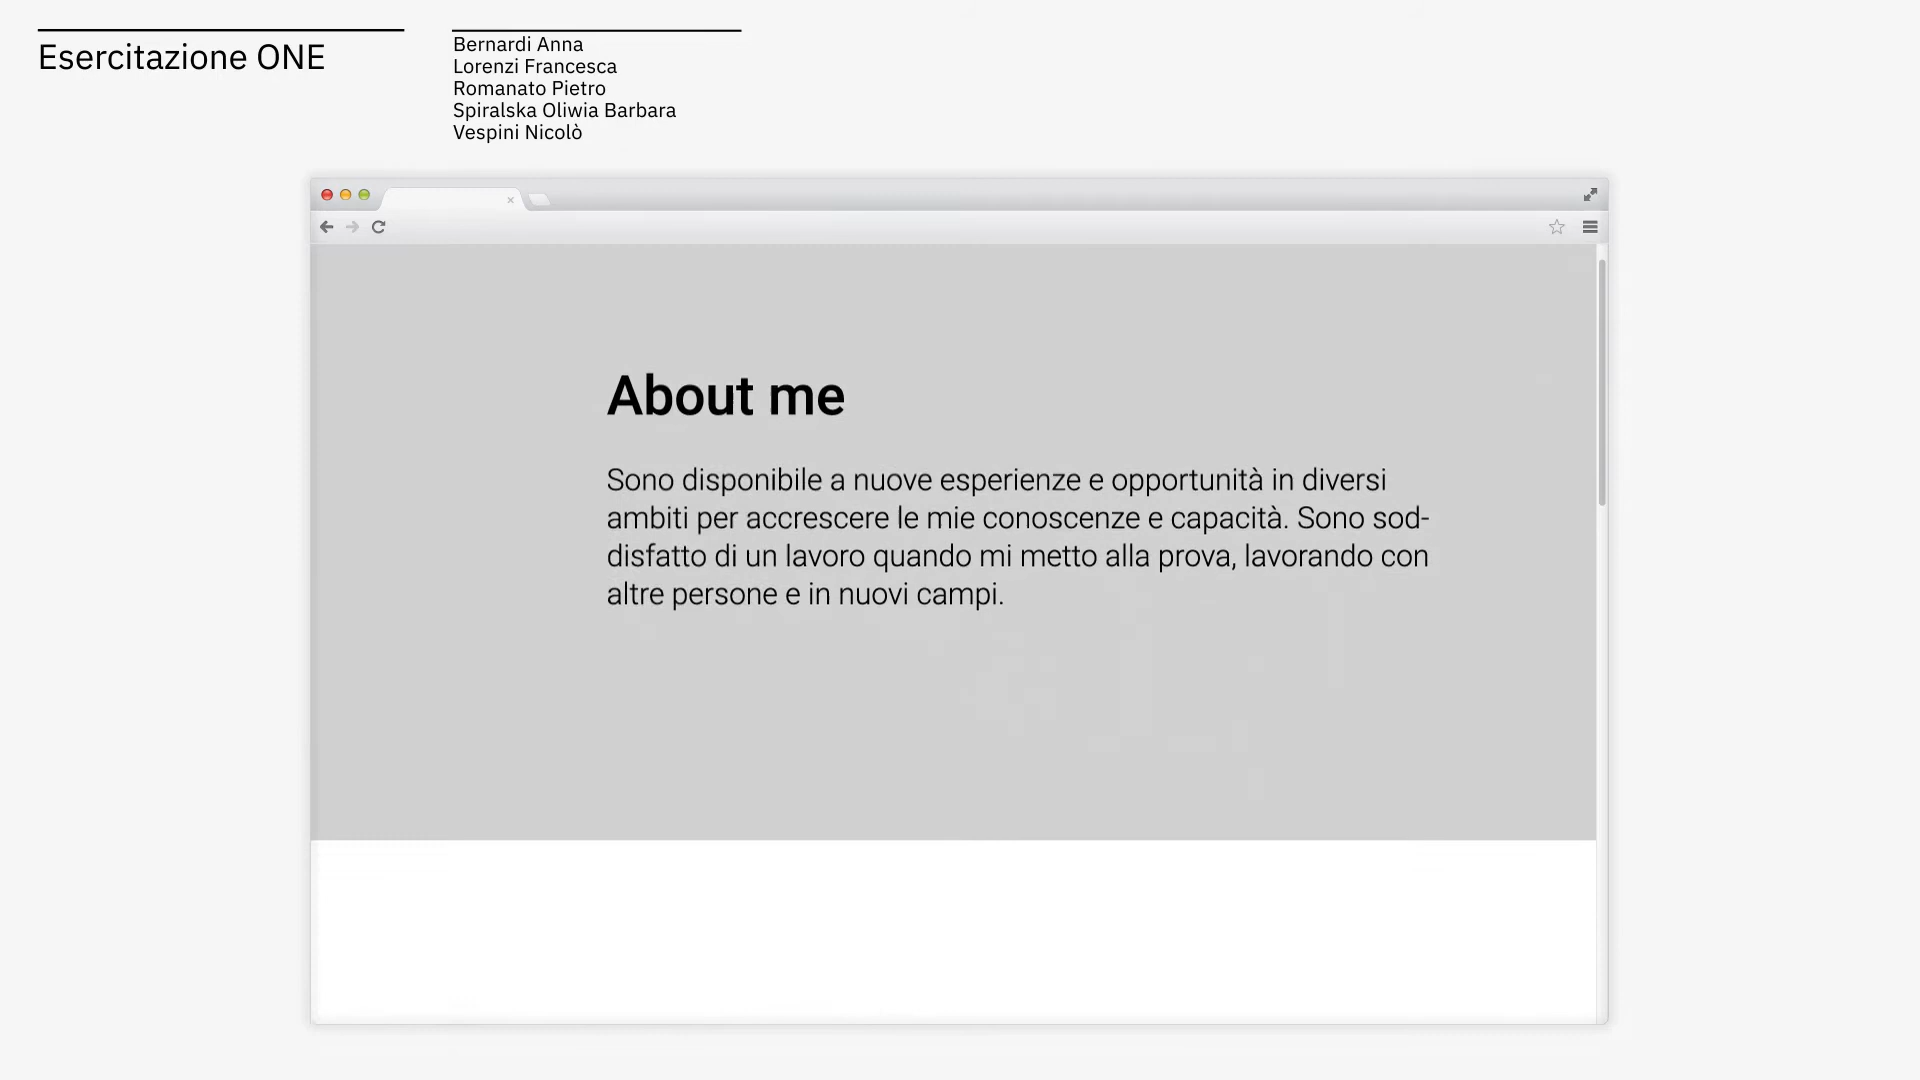 Esercitazione ONE
Bernardi Anna
Lorenzi Francesca
Romanato Pietro
Spiralska Oliwia Barbara
Vespini Nicolò
About me
Sono disponibile a nuove esperienze e opportunità in diversi
ambiti per accrescere le mie conoscenze e capacità. Sono sod-
disfatto di un lavoro quando mi metto alla prova, lavorando con
altre persone e in nuovi campi.